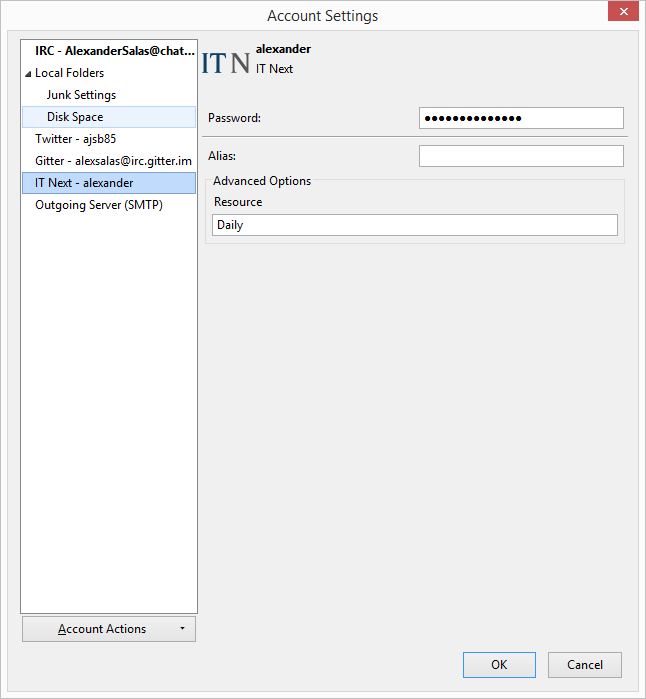 Account Settings
IRC - AlexanderSalas@chat...
Local Folders
Junk Settings
Disk Space
Twitter - ajsb85
Gitter - alexsalas@irc.gitter.im
IT Next - alexander
Outgoing Server (SMTP)
Account Actions
ITN
alexander
IT Next
Password:
●●●●●●●●●●●●●●
Alias:
Advanced Options
Resource
Daily
OK
Cancel